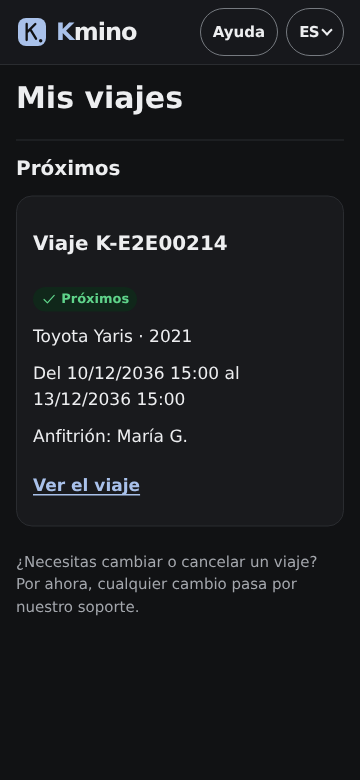 K. Kmino
Ayuda
ES
Mis viajes
Próximos
Viaje K-E2E00214
Próximos
Toyota Yaris · 2021
Del 10/12/2036 15:00 al
13/12/2036 15:00
Anfitrión: María G.
Ver el viaje
¿Necesitas cambiar o cancelar un viaje?
Por ahora, cualquier cambio pasa por
nuestro soporte.